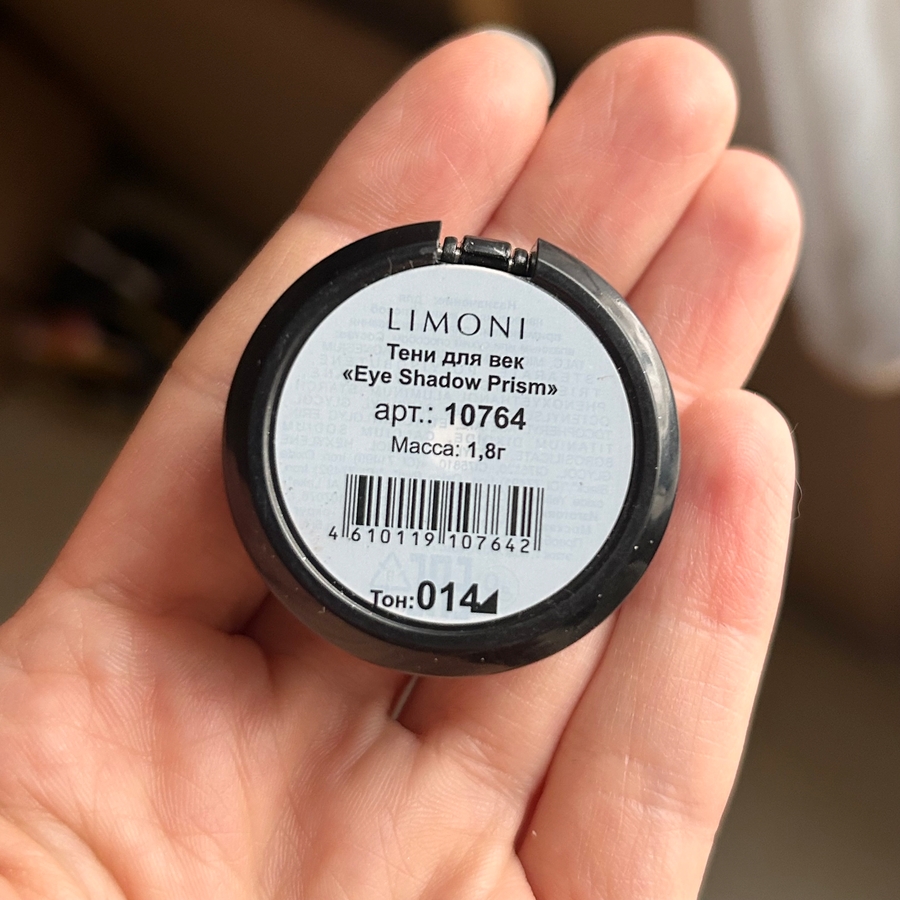 LIMONI
Тени для век
«Eye Shadow Prism»
арт.: 10764
Масса: 1,8г
4 610119 107642
Тон:014